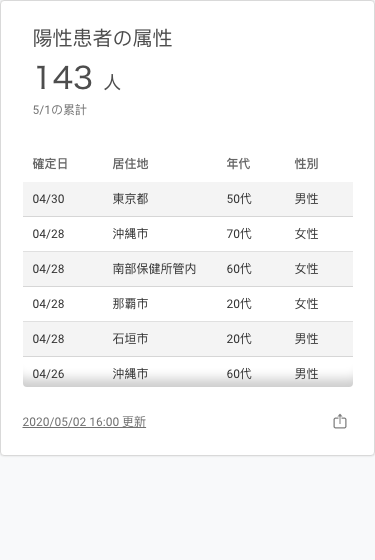 陽性患者の属性
143 人
5/1の累計
確定日 居住地 年代 性別
04/30 東京都 50代 男性
04/28 沖縄市 70代 女性
04/28 南部保健所管内 60代 女性
04/28 那覇市 20代 女性
04/28 石垣市 20代 男性
04/26 沖縄市 60代 男性
2020/05/02 16:00 更新